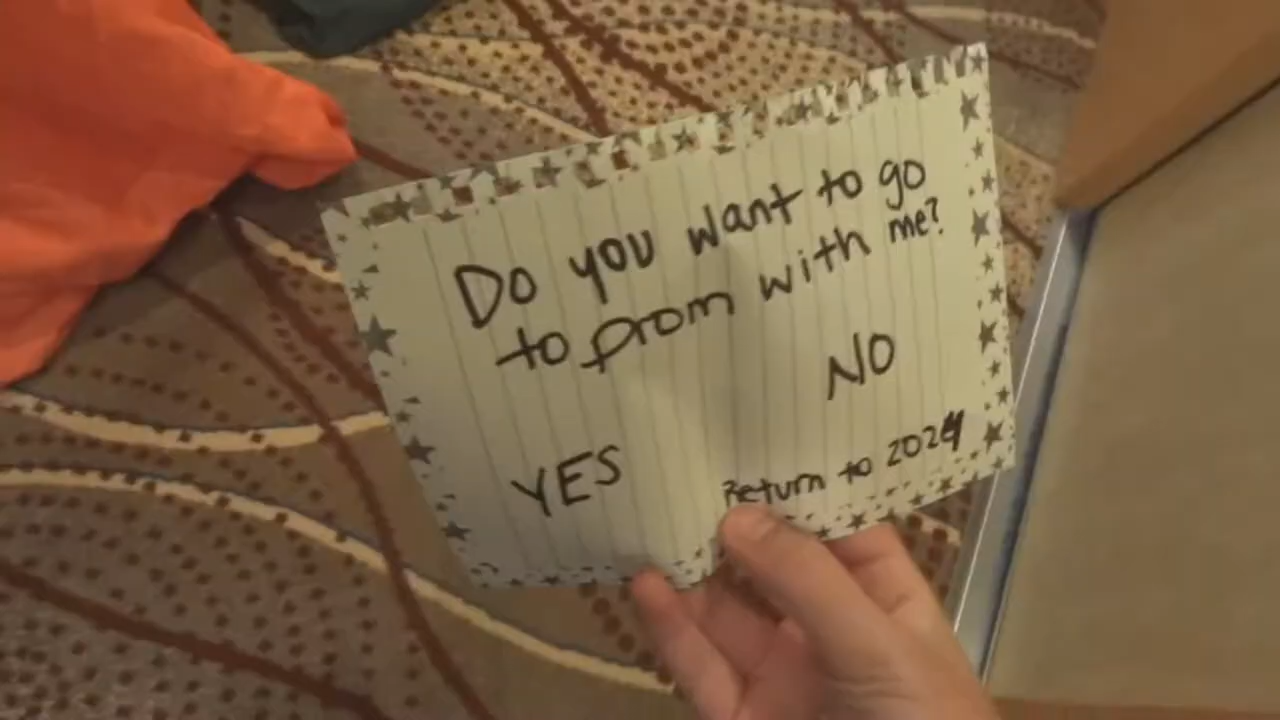 Do you want to go
to prom with me?
NO
YES
Return to 2024